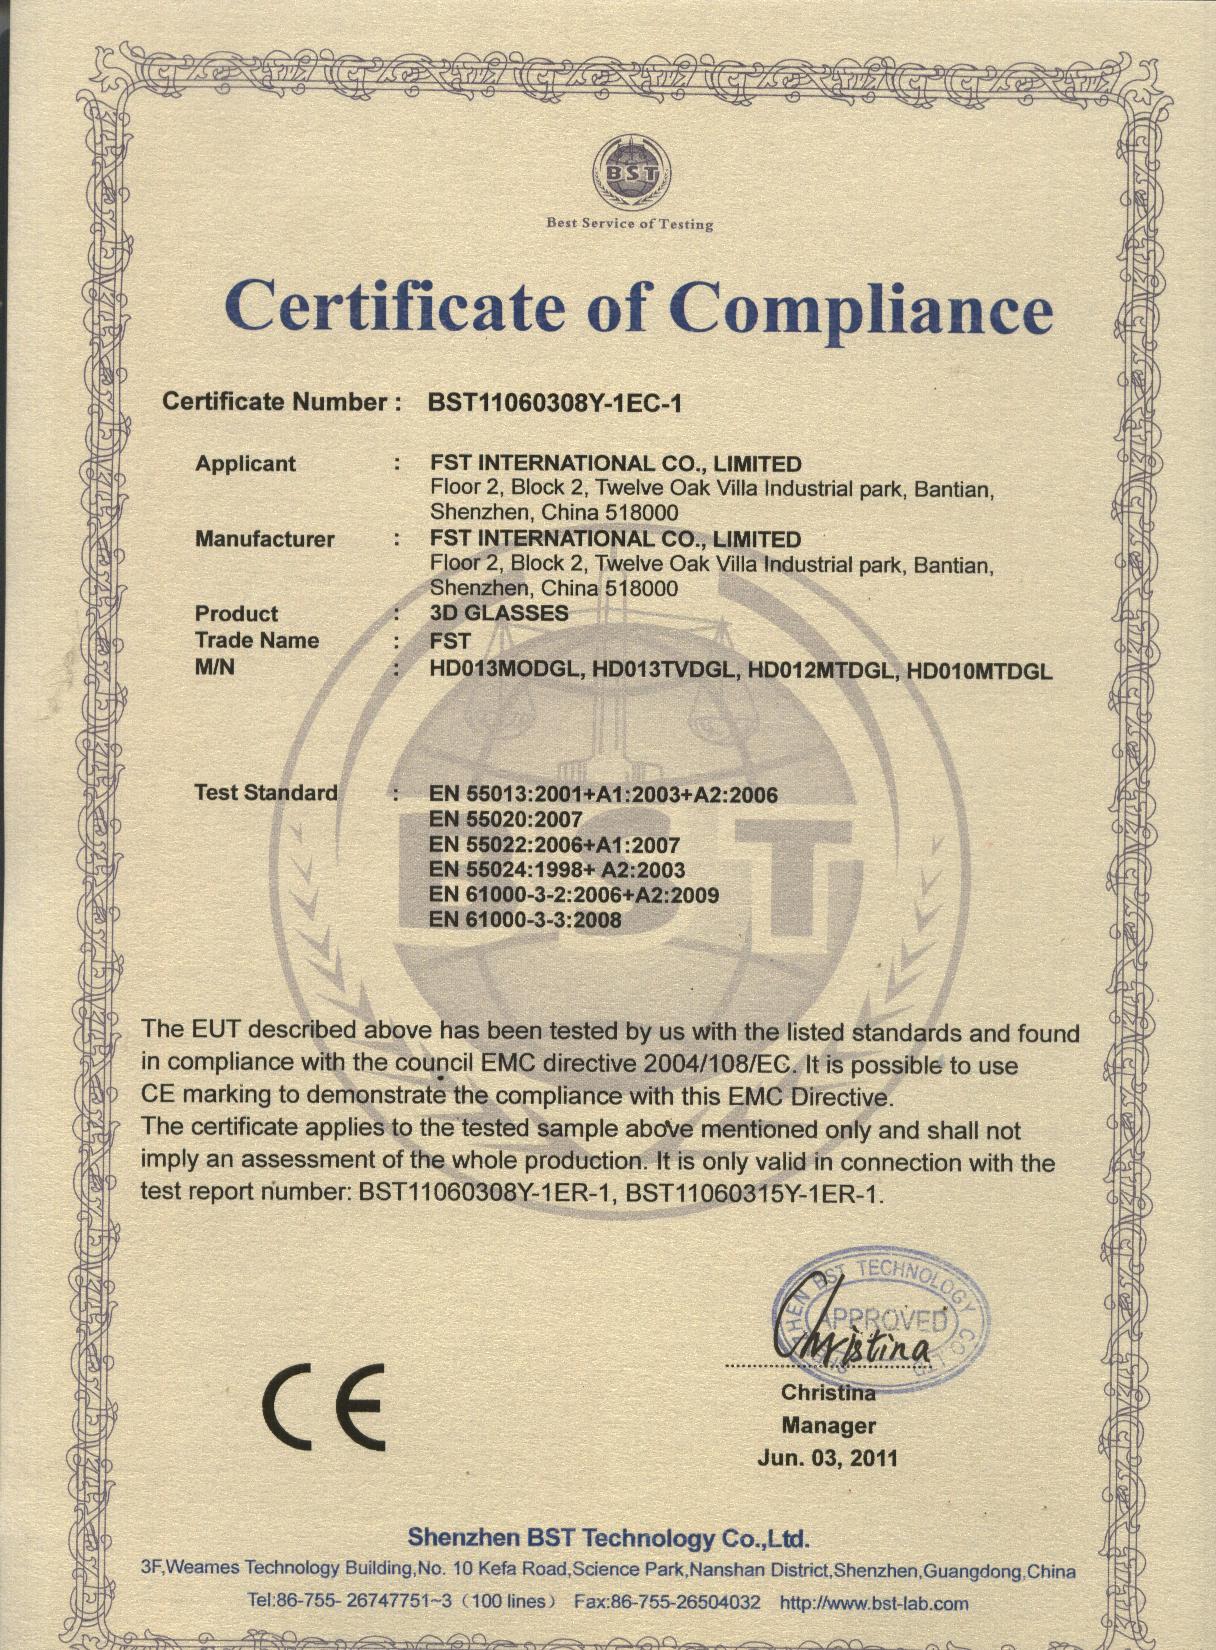 BST
Best Service of Testing
Certificate of Compliance
Certificate Number : BST11060308Y-1EC-1
Applicant : FST INTERNATIONAL CO., LIMITED
Floor 2, Block 2, Twelve Oak Villa Industrial park, Bantian,
Shenzhen, China 518000
Manufacturer : FST INTERNATIONAL CO., LIMITED
Floor 2, Block 2, Twelve Oak Villa Industrial park, Bantian,
Shenzhen, China 518000
Product : 3D GLASSES
Trade Name : FST
M/N : HD013MODGL, HD013TVDGL, HD012MTDGL, HD010MTDGL
Test Standard : EN 55013:2001+A1:2003+A2:2006
EN 55020:2007
EN 55022:2006+A1:2007
EN 55024:1998+ A2:2003
EN 61000-3-2:2006+A2:2009
EN 61000-3-3:2008
BST
The EUT described above has been tested by us with the listed standards and found
in compliance with the council EMC directive 2004/108/EC. It is possible to use
CE marking to demonstrate the compliance with this EMC Directive.
The certificate applies to the tested sample above mentioned only and shall not
imply an assessment of the whole production. It is only valid in connection with the
test report number: BST11060308Y-1ER-1, BST11060315Y-1ER-1.
BST TECHNOLOGY CO
APPROVED
Christina
CE
Christina
Manager
Jun. 03, 2011
Shenzhen BST Technology Co.,Ltd.
3F,Weames Technology Building,No. 10 Kefa Road,Science Park,Nanshan District,Shenzhen,Guangdong,China
Tel:86-755- 26747751~3（100 lines） Fax:86-755-26504032 http://www.bst-lab.com